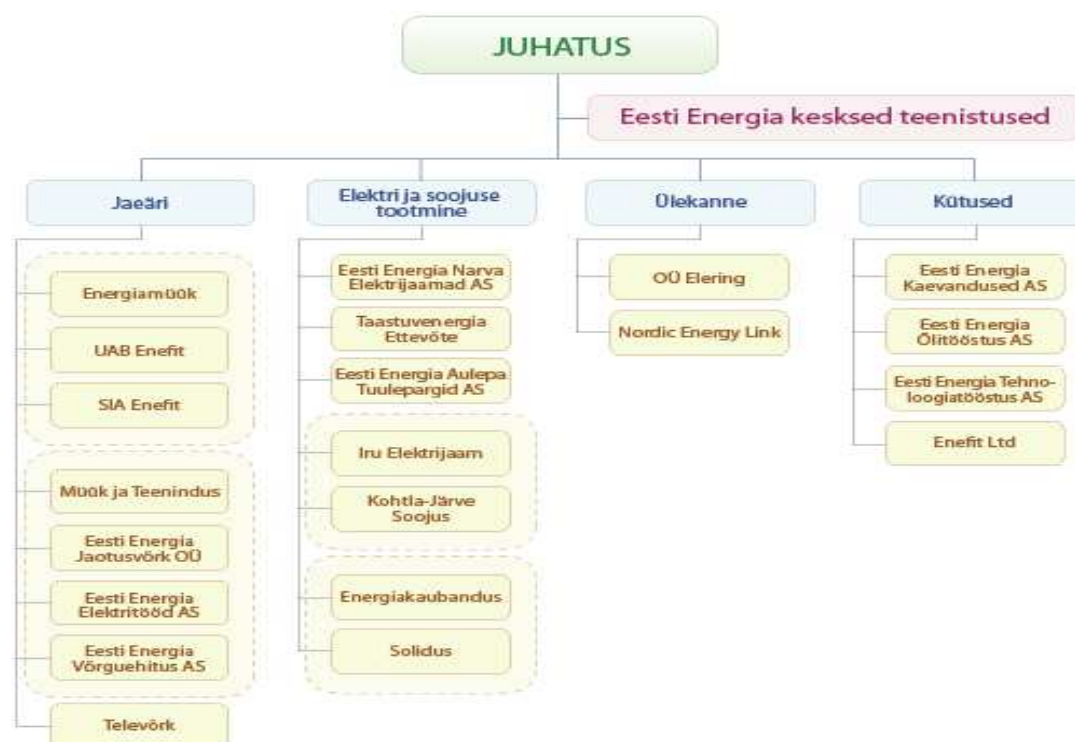 JUHATUS
Eesti Energia kesksed teenistused
Jaeäri
Energiamüük
UAB Enefit
SIA Enefit
Müük ja Teenindus
Eesti Energia
Jaotusvõrk OÜ
Eesti Energia
Elektritööd AS
Eesti Energia
Võrguehitus AS
Televõrk
Elektri ja soojuse
tootmine
Eesti Energia Narva
Elektrijaamad AS
Taastuvenergia
Ettevõte
Eesti Energia Aulepa
Tuulepargid AS
Iru Elektrijaam
Kohtla-Järve
Soojus
Energiakaubandus
Solidus
Ülekanne
OÜ Elering
Nordic Energy Link
Kütused
Eesti Energia
Kaevandused AS
Eesti Energia
Õlitööstus AS
Eesti Energia Tehno-
loogiatööstus AS
Enefit Ltd